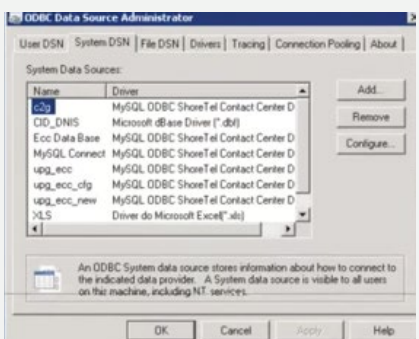 ODBC Data Source Administrator
User DSN System DSN File DSN Drivers Tracing Connection Pooling About
System Data Sources:
Name Driver
c2g MySQL ODBC ShoreTel Contact Center D
CID_DNIS Microsoft dBase Driver (*.dbf)
Ecc Data Base MySQL ODBC ShoreTel Contact Center D
MySQL Connect MySQL ODBC ShoreTel Contact Center D
upg_ecc MySQL ODBC ShoreTel Contact Center D
upg_ecc_cfg MySQL ODBC ShoreTel Contact Center D
upg_ecc_new MySQL ODBC ShoreTel Contact Center D
XLS Driver do Microsoft Excel(*.xls)
Add...
Remove
Configure...
An ODBC System data source stores information about how to connect to
the indicated data provider. A System data source is visible to all users
on this machine, including NT services.
OK Cancel Apply Help